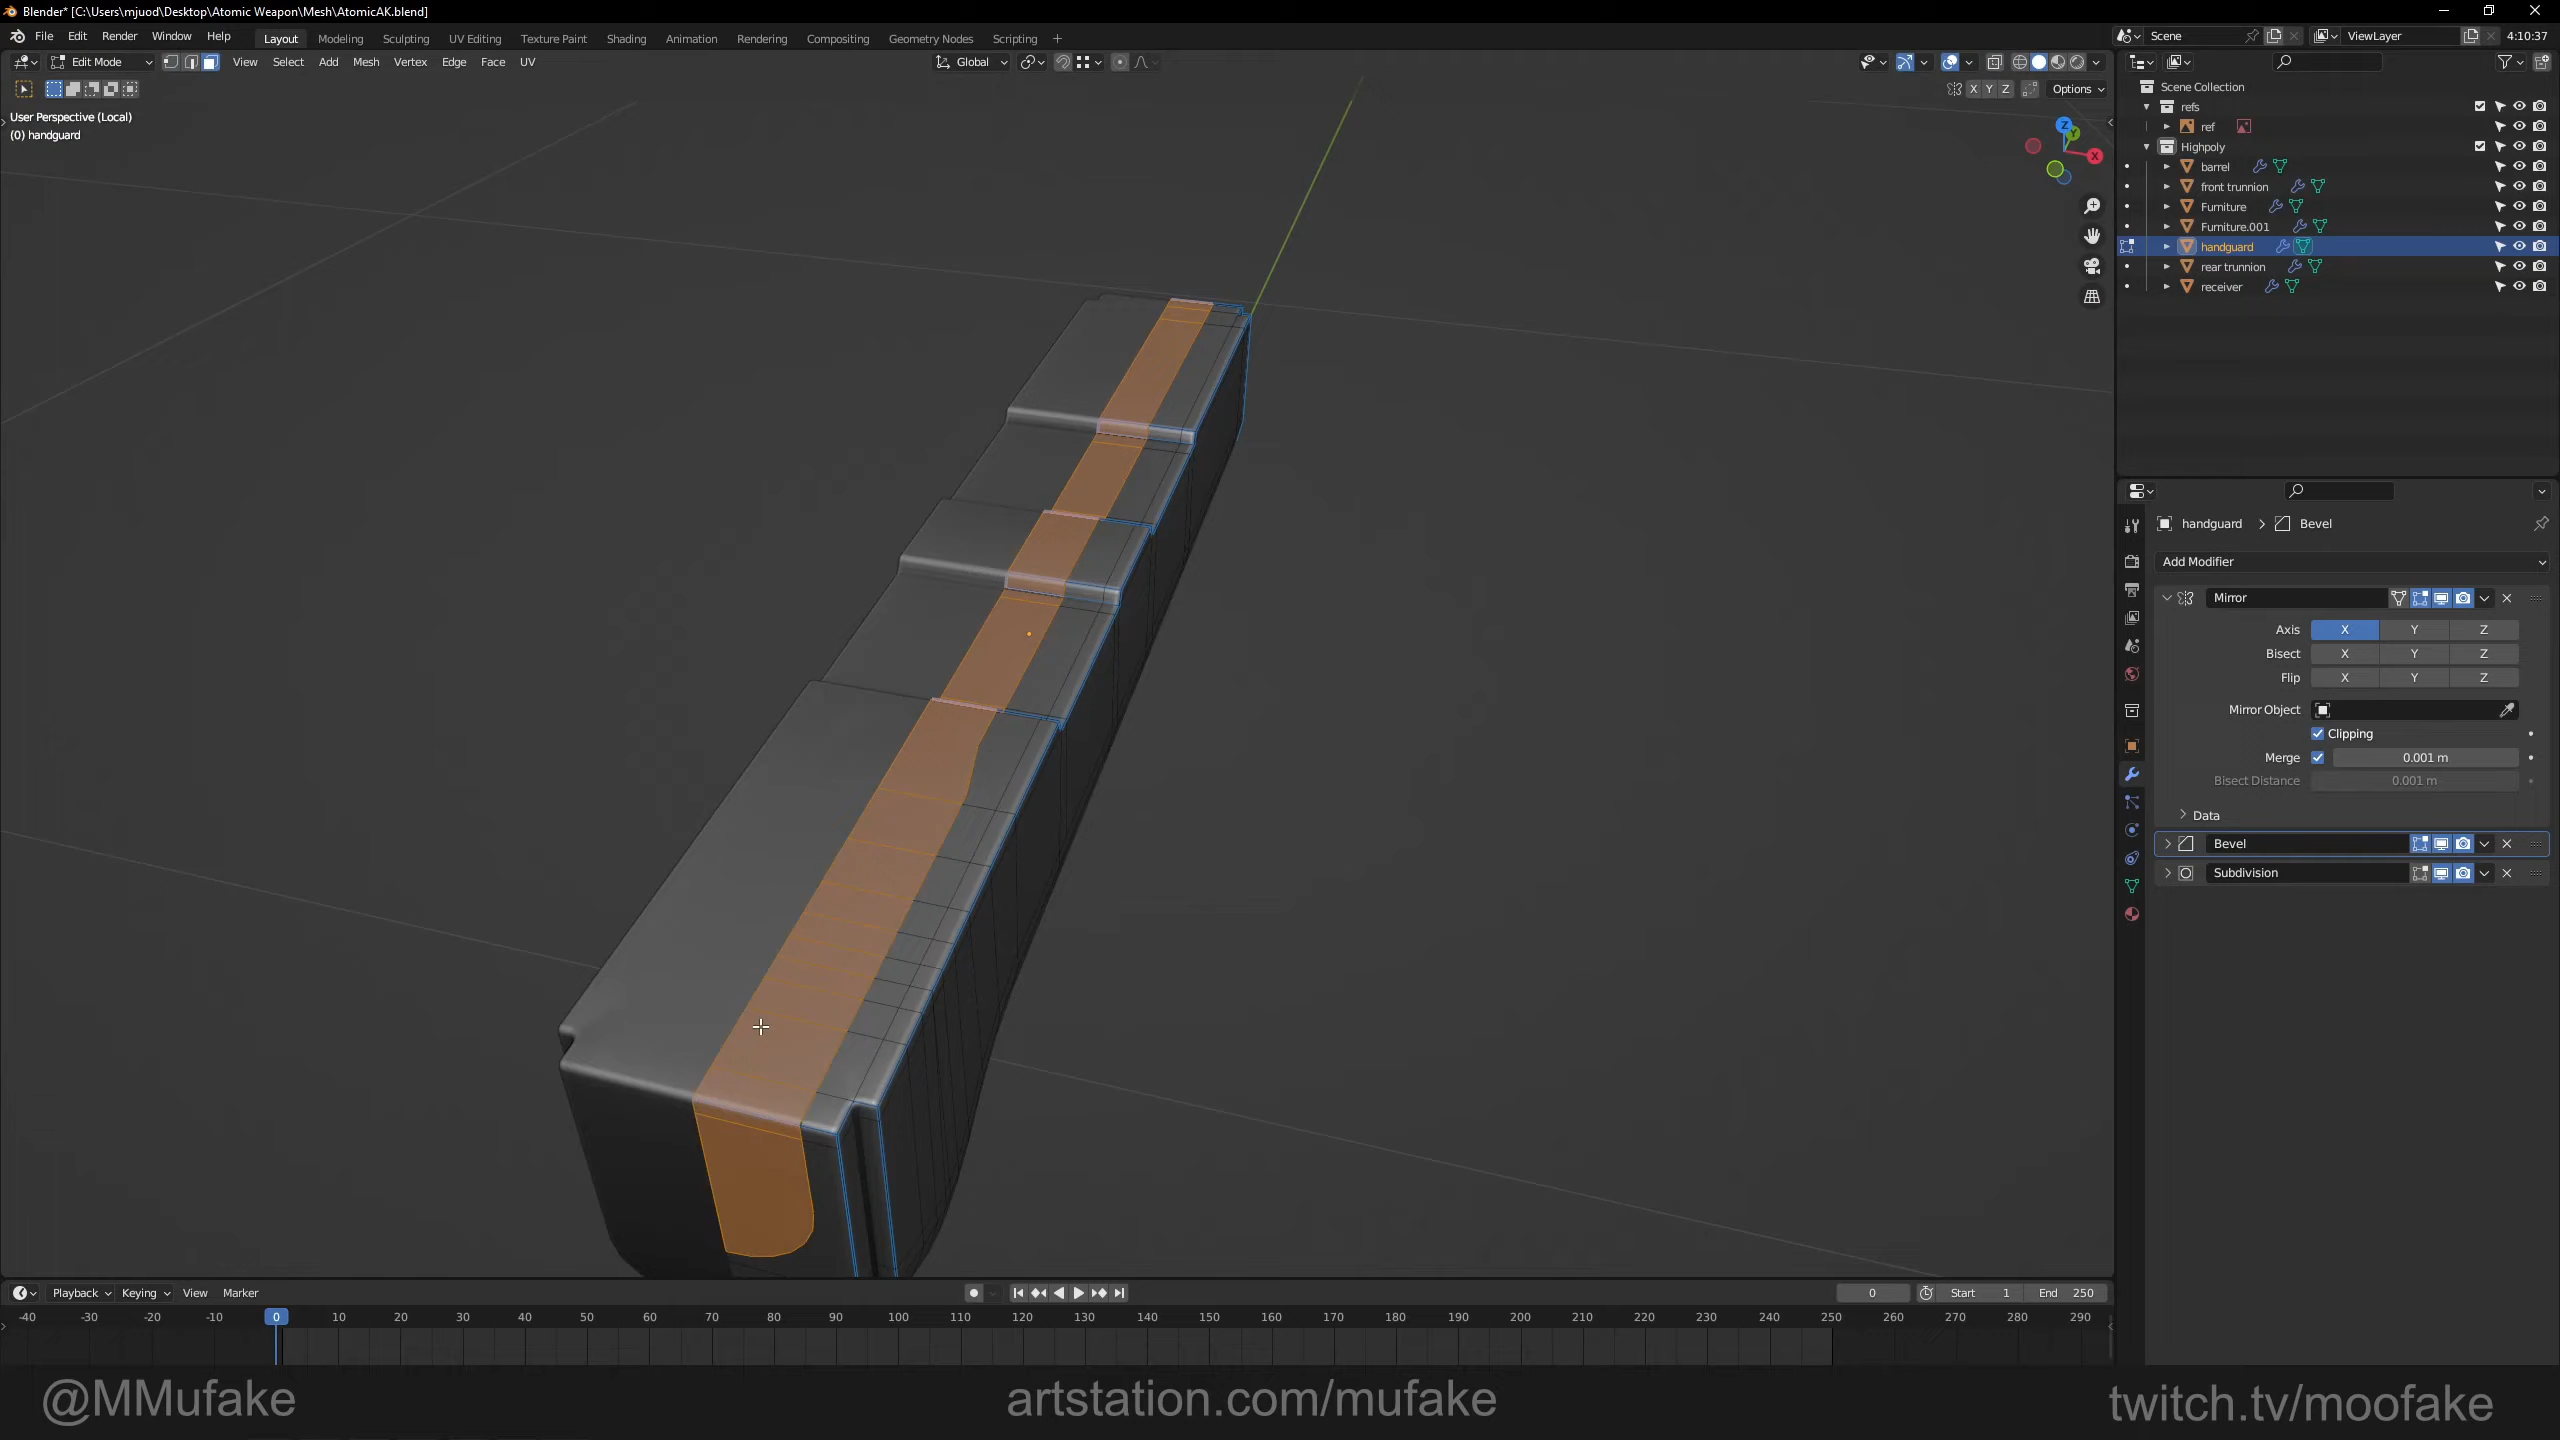 Blender* [C:\Users\mjuod\Desktop\Atomic Weapon\Mesh\AtomicAK.blend]
File Edit Render Window Help Layout Modeling Sculpting UV Editing Texture Paint Shading Animation Rendering Compositing Geometry Nodes Scripting + Scene ViewLayer 4:10:37
Edit Mode View Select Add Mesh Vertex Edge Face UV Global
X Y Z Options
User Perspective (Local)
(0) handguard
Z Y X
Scene Collection
refs
ref
Highpoly
barrel
front trunnion
Furniture
Furniture.001
handguard
rear trunnion
receiver
handguard > Bevel
Add Modifier
Mirror
Axis X Y Z
Bisect X Y Z
Flip X Y Z
Mirror Object
Clipping
Merge 0.001 m
Bisect Distance 0.001 m
Data
Bevel
Subdivision
Playback Keying View Marker 0 Start 1 End 250
-40 -30 -20 -10 0 10 20 30 40 50 60 70 80 90 100 110 120 130 140 150 160 170 180 190 200 210 220 230 240 250 260 270 280 290
@MMufake artstation.com/mufake twitch.tv/moofake